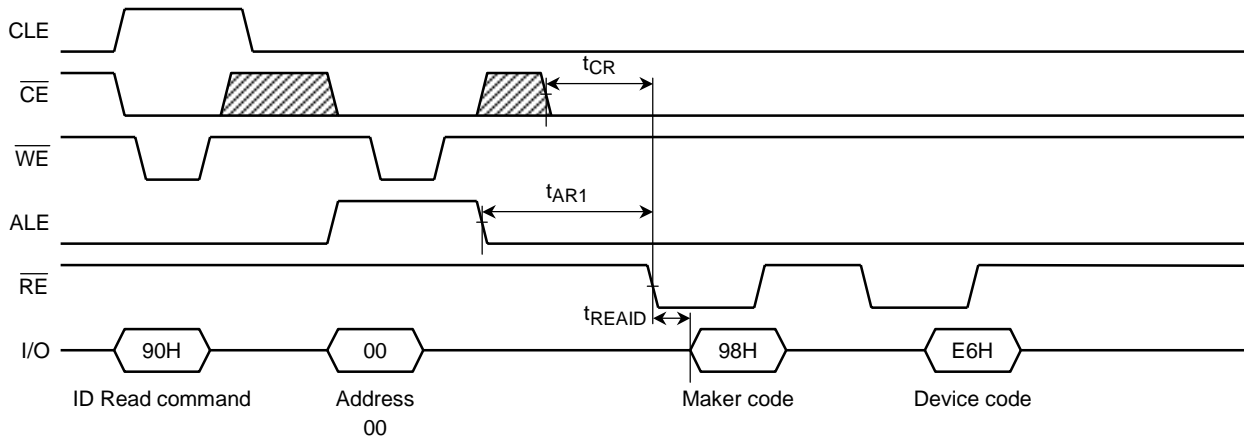 CLE
CE
tCR
WE
tAR1
ALE
RE
tREAID
I/O
90H
00
98H
E6H
ID Read command
Address
00
Maker code
Device code